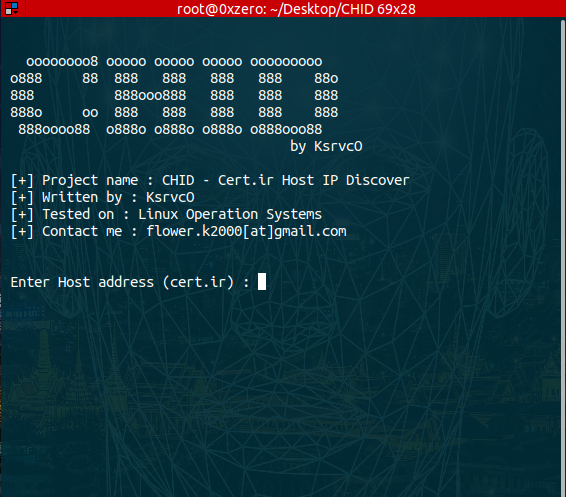 root@0xzero: ~/Desktop/CHID 69x28
  oooooooo8 ooooo ooooo ooooo ooooooooo
o888     88  888   888   888   888    88o
888          888ooo888   888   888    888
888o     oo  888   888   888   888    888
 888oooo88  o888o o888o o888o o888ooo88
by KsrvcO
[+] Project name : CHID - Cert.ir Host IP Discover
[+] Written by : KsrvcO
[+] Tested on : Linux Operation Systems
[+] Contact me : flower.k2000[at]gmail.com
Enter Host address (cert.ir) :